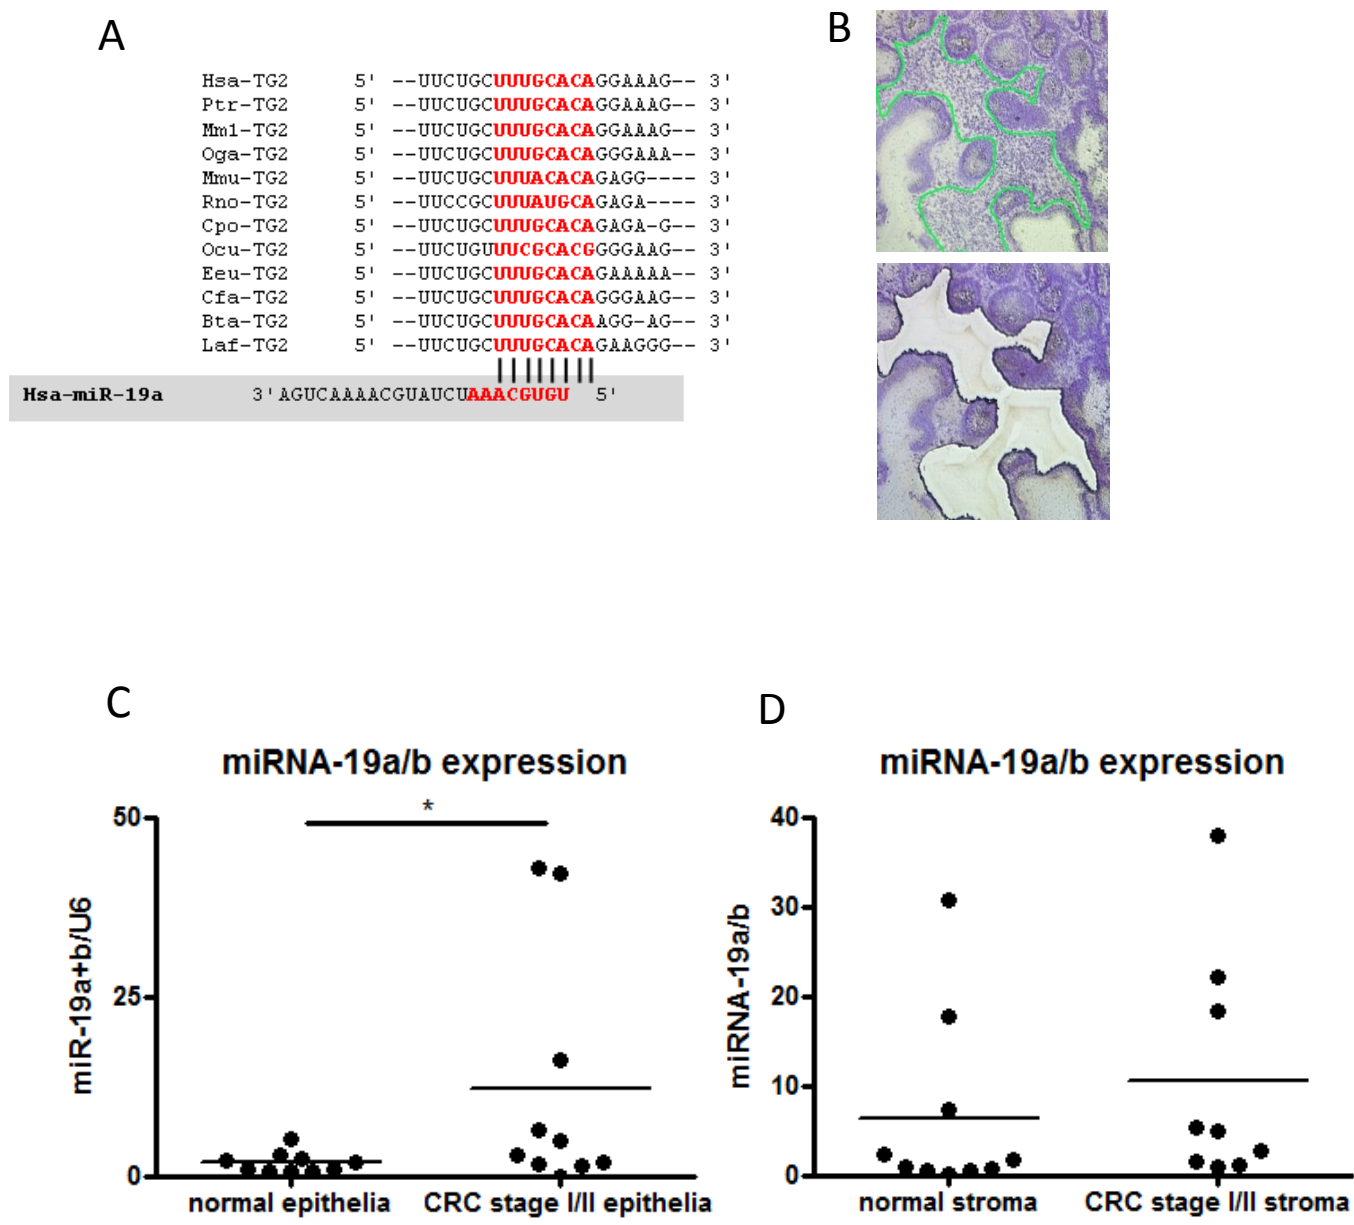 A
B
Hsa-TG2 5' --UUCUGCUUUGCACAGGAAAG-- 3'
Ptr-TG2 5' --UUCUGCUUUGCACAGGAAAG-- 3'
Mm1-TG2 5' --UUCUGCUUUGCACAGGAAAG-- 3'
Oga-TG2 5' --UUCUGCUUUGCACAGGGAAA-- 3'
Mmu-TG2 5' --UUCUGCUUUACACAGAGG---- 3'
Rno-TG2 5' --UUCCGCUUUAUGCAGAGA---- 3'
Cpo-TG2 5' --UUCUGCUUUGCACAGAGA-G-- 3'
Ocu-TG2 5' --UUCUGUUUCGCACGGGGAAG-- 3'
Eeu-TG2 5' --UUCUGCUUUGCACAGAAAAA-- 3'
Cfa-TG2 5' --UUCUGCUUUGCACAGGGAAG-- 3'
Bta-TG2 5' --UUCUGCUUUGCACAAGG-AG-- 3'
Laf-TG2 5' --UUCUGCUUUGCACAGAAGGG-- 3'
Hsa-miR-19a 3'AGUCAAAACGUAUCUAAACGUGU 5'
C
miRNA-19a/b expression
*
50
25
0
miR-19a+b/U6
normal epithelia
CRC stage I/II epithelia
D
miRNA-19a/b expression
40
30
20
10
0
miRNA-19a/b
normal stroma
CRC stage I/II stroma